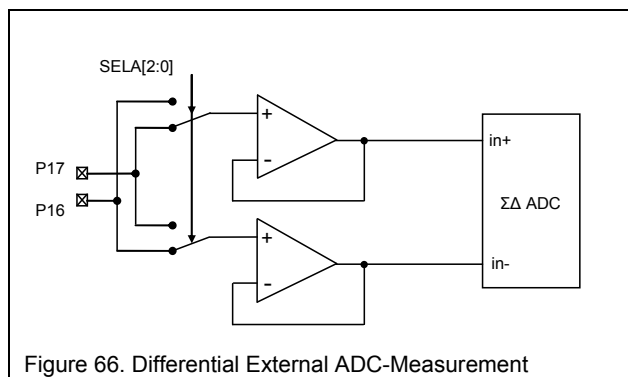 SELA[2:0]
+
-
in+
P17
P16
ΣΔ ADC
+
-
in-
Figure 66. Differential External ADC-Measurement